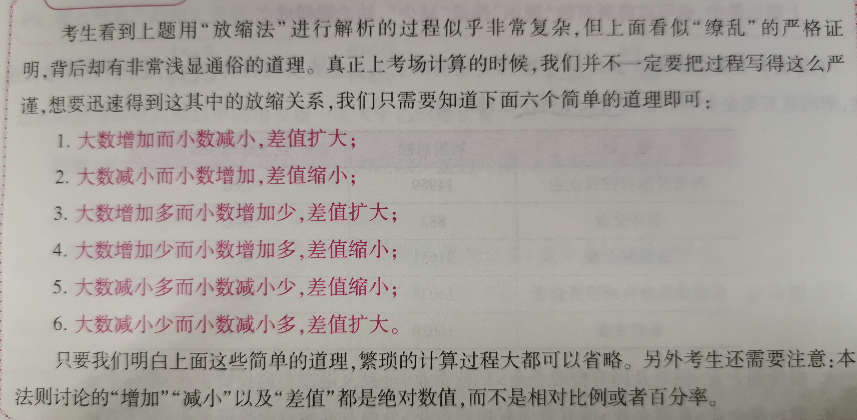 考生看到上题用“放缩法”进行解析的过程似乎非常复杂,但上面看似“缭乱”的严格证
明,背后却有非常浅显通俗的道理。真正上考场计算的时候,我们并不一定要把过程写得这么严
谨,想要迅速得到这其中的放缩关系,我们只需要知道下面六个简单的道理即可:
1. 大数增加而小数减小,差值扩大;
2. 大数减小而小数增加,差值缩小;
3. 大数增加多而小数增加少,差值扩大;
4. 大数增加少而小数增加多,差值缩小;
5. 大数减小多而小数减小少,差值缩小;
6. 大数减小少而小数减小多,差值扩大。
只要我们明白上面这些简单的道理,繁琐的计算过程大都可以省略。另外考生还需要注意:本
法则讨论的“增加”“减小”以及“差值”都是绝对数值,而不是相对比例或者百分率。